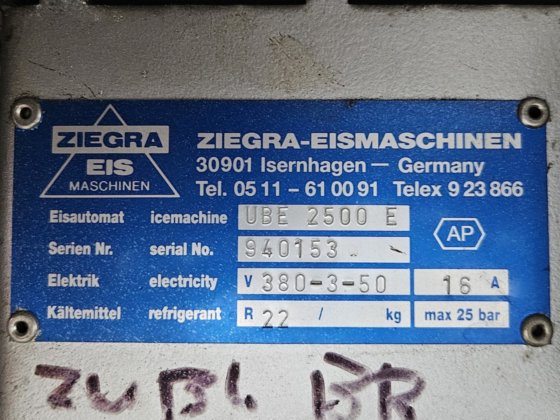 ZIEGRA
EIS
MASCHINEN
ZIEGRA-EISMASCHINEN
30901 Isernhagen — Germany
Tel. 05 11 – 61 00 91 Telex 9 23 866
Eisautomat icemachine UBE 2500 E
Serien Nr. serial No. 940153
AP
Elektrik electricity V 380-3-50 16 A
Kältemittel refrigerant R 22 / kg max 25 bar